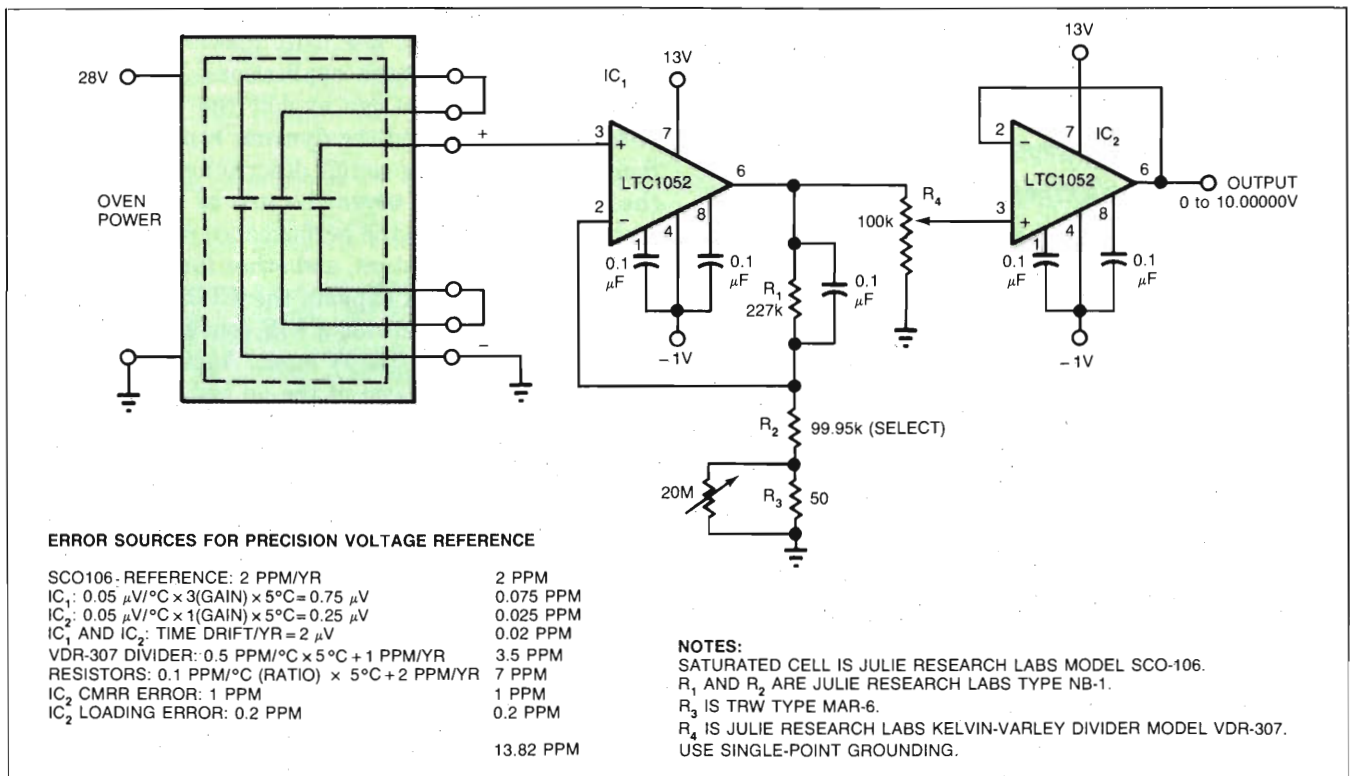 28V
OVEN
POWER
+
−
13V
IC1
3
+
7
LTC1052
6
2
−
1
4
8
0.1
μF
0.1
μF
−1V
R1
227k
0.1
μF
R4
100k
R2
99.95k (SELECT)
20M
R3
50
13V
2
−
7
IC2
LTC1052
6
3
+
1
4
8
0.1
μF
0.1
μF
−1V
OUTPUT
0 to 10.00000V
ERROR SOURCES FOR PRECISION VOLTAGE REFERENCE
SCO106-REFERENCE: 2 PPM/YR 2 PPM
IC1: 0.05 μV/°C × 3(GAIN) × 5°C = 0.75 μV 0.075 PPM
IC2: 0.05 μV/°C × 1(GAIN) × 5°C = 0.25 μV 0.025 PPM
IC1 AND IC2: TIME DRIFT/YR = 2 μV 0.02 PPM
VDR-307 DIVIDER: 0.5 PPM/°C × 5°C + 1 PPM/YR 3.5 PPM
RESISTORS: 0.1 PPM/°C (RATIO) × 5°C + 2 PPM/YR 7 PPM
IC2 CMRR ERROR: 1 PPM 1 PPM
IC2 LOADING ERROR: 0.2 PPM 0.2 PPM
13.82 PPM
NOTES:
SATURATED CELL IS JULIE RESEARCH LABS MODEL SCO-106.
R1 AND R2 ARE JULIE RESEARCH LABS TYPE NB-1.
R3 IS TRW TYPE MAR-6.
R4 IS JULIE RESEARCH LABS KELVIN-VARLEY DIVIDER MODEL VDR-307.
USE SINGLE-POINT GROUNDING.